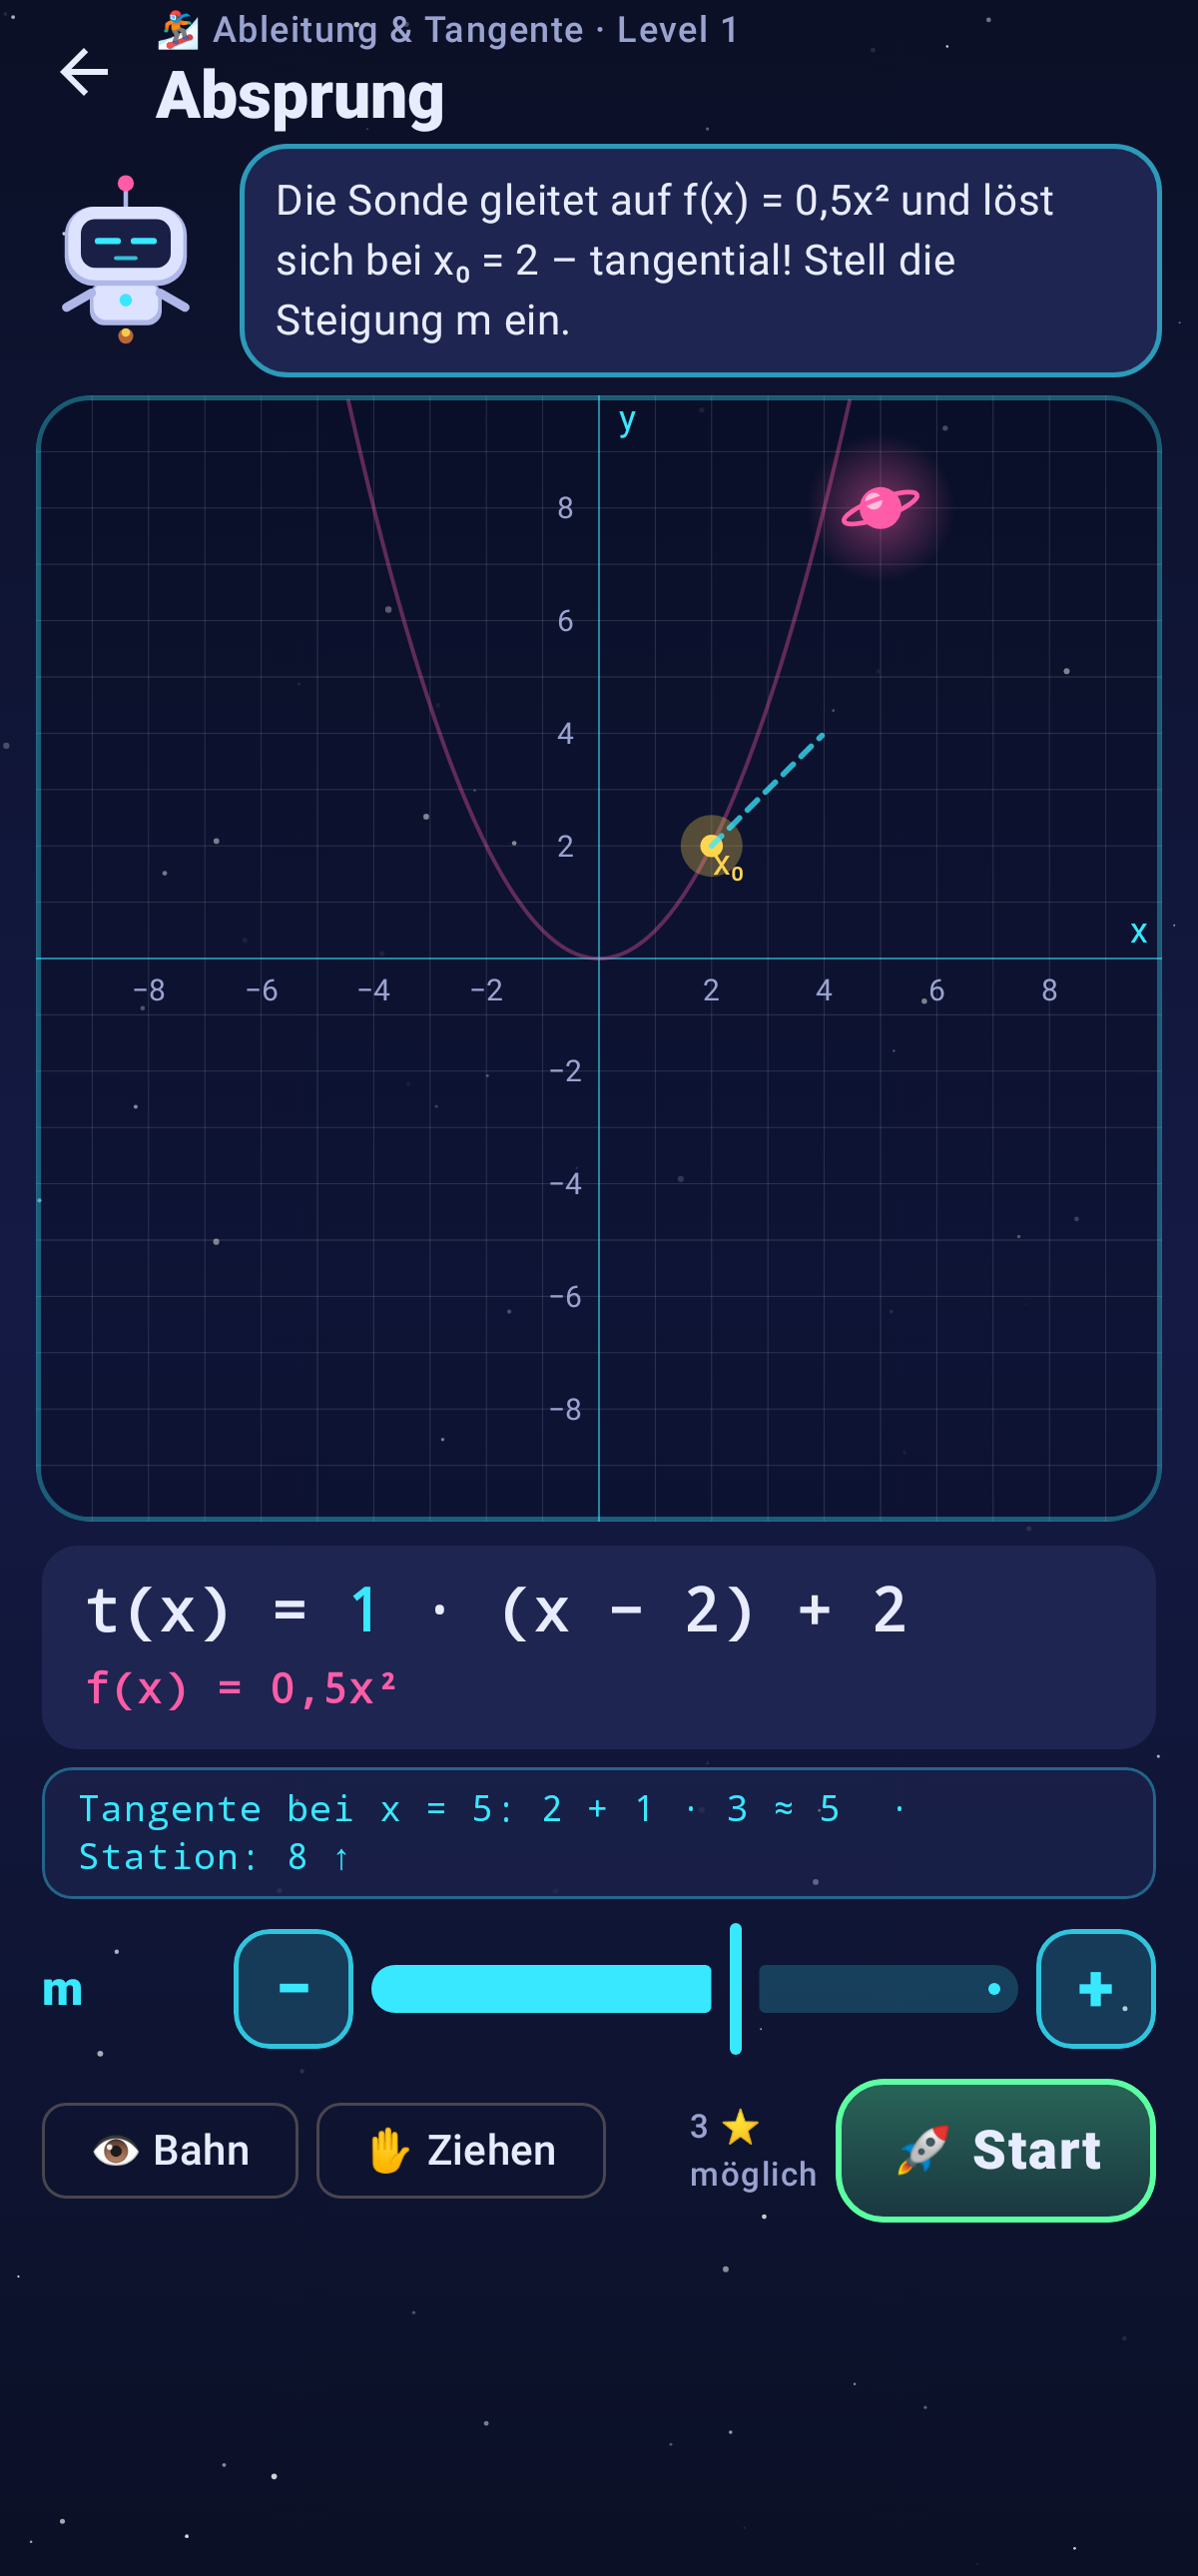 🏂 Ableitung & Tangente · Level 1
Absprung
Die Sonde gleitet auf f(x) = 0,5x² und löst
sich bei x₀ = 2 – tangential! Stell die
Steigung m ein.
y
8
6
4
2
x₀
x
−8 −6 −4 −2 2 4 6 8
−2
−4
−6
−8
t(x) = 1 · (x − 2) + 2
f(x) = 0,5x²
Tangente bei x = 5: 2 + 1 · 3 ≈ 5 ·
Station: 8 ↑
m − +
👁️ Bahn ✋ Ziehen 3 ⭐ möglich 🚀 Start